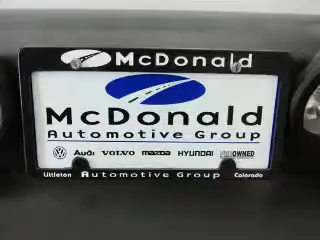 McDonald
McDonald
Automotive Group
Audi VOLVO mazda HYUNDAI OWNED
Littleton Automotive Group Colorado